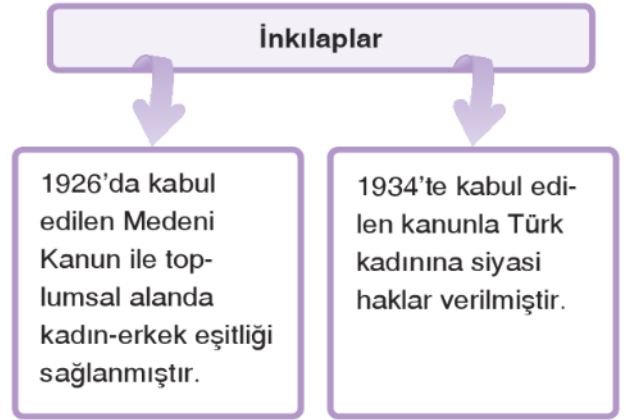 İnkılaplar
1926’da kabul
edilen Medeni
Kanun ile top-
lumsal alanda
kadın-erkek eşitliği
sağlanmıştır.
1934’te kabul edi-
len kanunla Türk
kadınına siyasi
haklar verilmiştir.